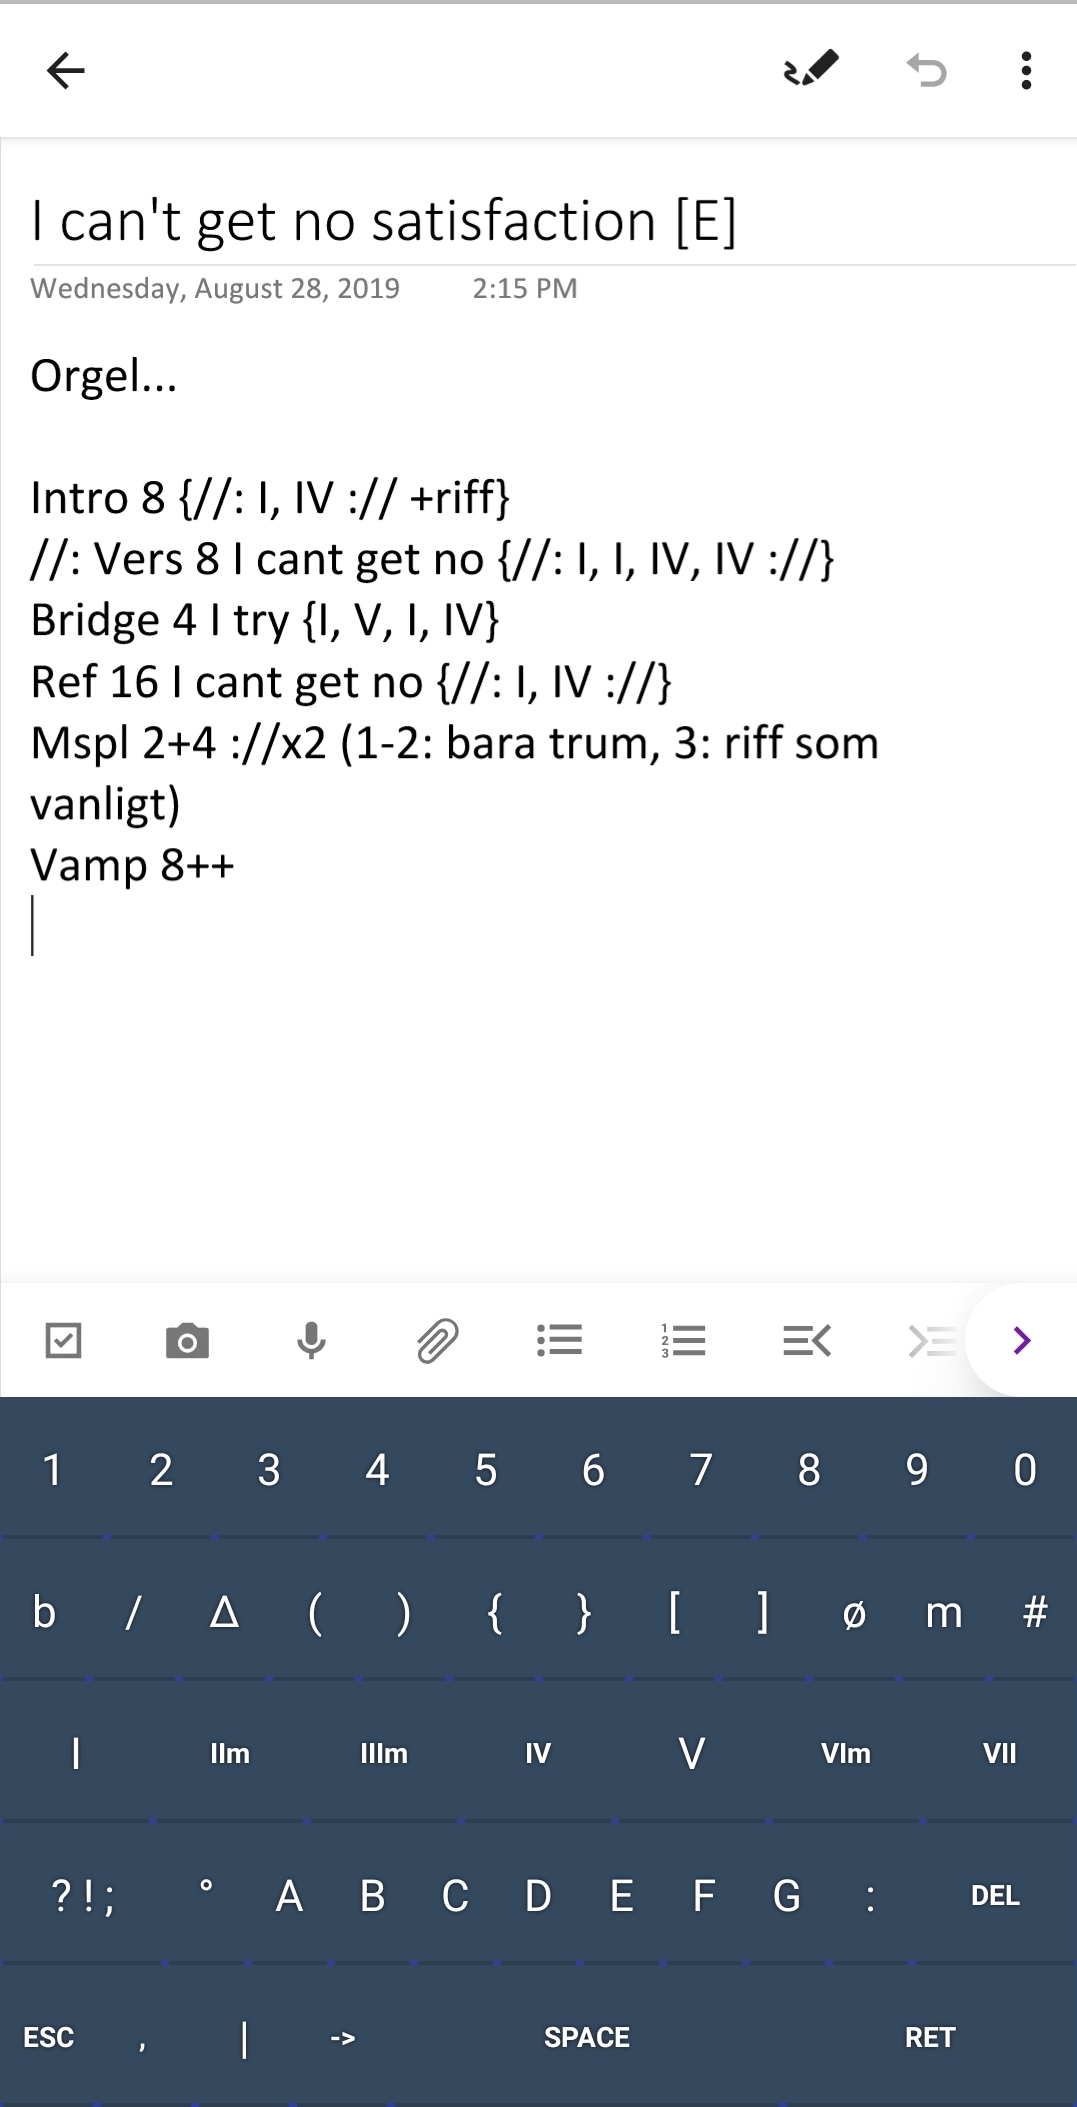 I can't get no satisfaction [E]
Wednesday, August 28, 2019 2:15 PM
Orgel...
Intro 8 {//: I, IV :// +riff}
//: Vers 8 I cant get no {//: I, I, IV, IV ://}
Bridge 4 I try {I, V, I, IV}
Ref 16 I cant get no {//: I, IV ://}
Mspl 2+4 ://x2 (1-2: bara trum, 3: riff som
vanligt)
Vamp 8++
1 2 3 4 5 6 7 8 9 0
b / Δ ( ) { } [ ] ø m #
I IIm IIIm IV V VIm VII
?!; ° A B C D E F G : DEL
ESC , | -> SPACE RET